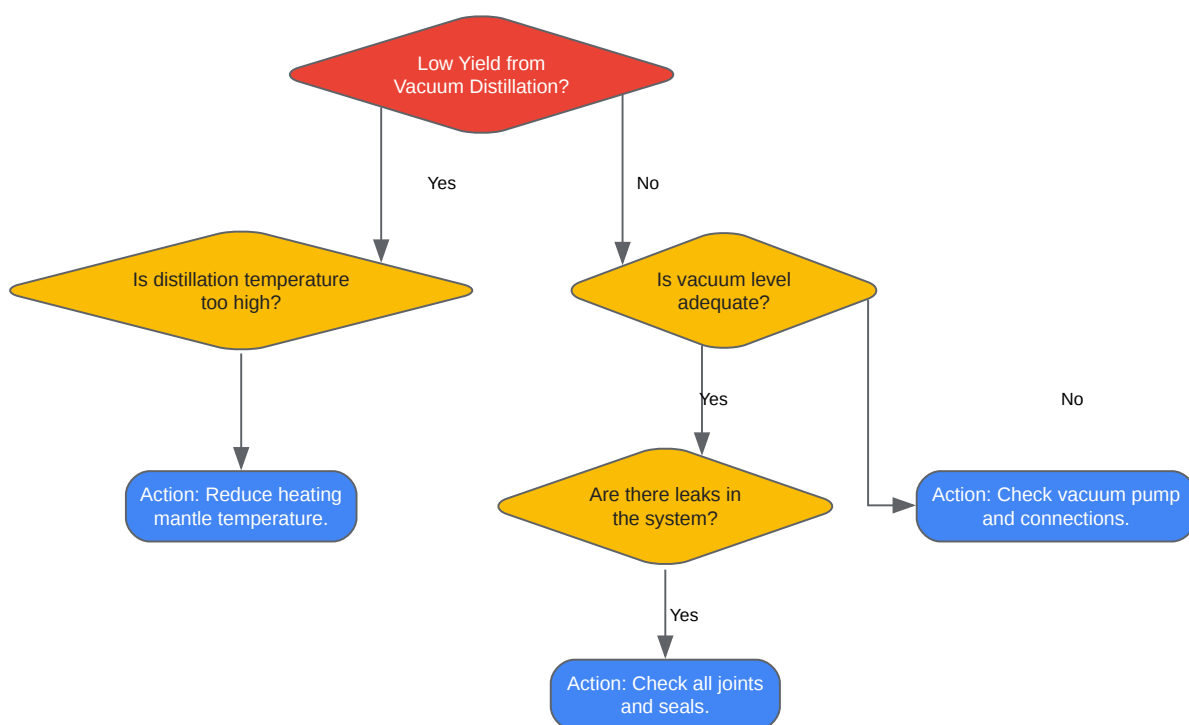 Low Yield from
Vacuum Distillation?
Yes
No
Is distillation temperature
too high?
Is vacuum level
adequate?
Yes
No
Action: Reduce heating
mantle temperature.
Are there leaks in
the system?
Action: Check vacuum pump
and connections.
Yes
Action: Check all joints
and seals.